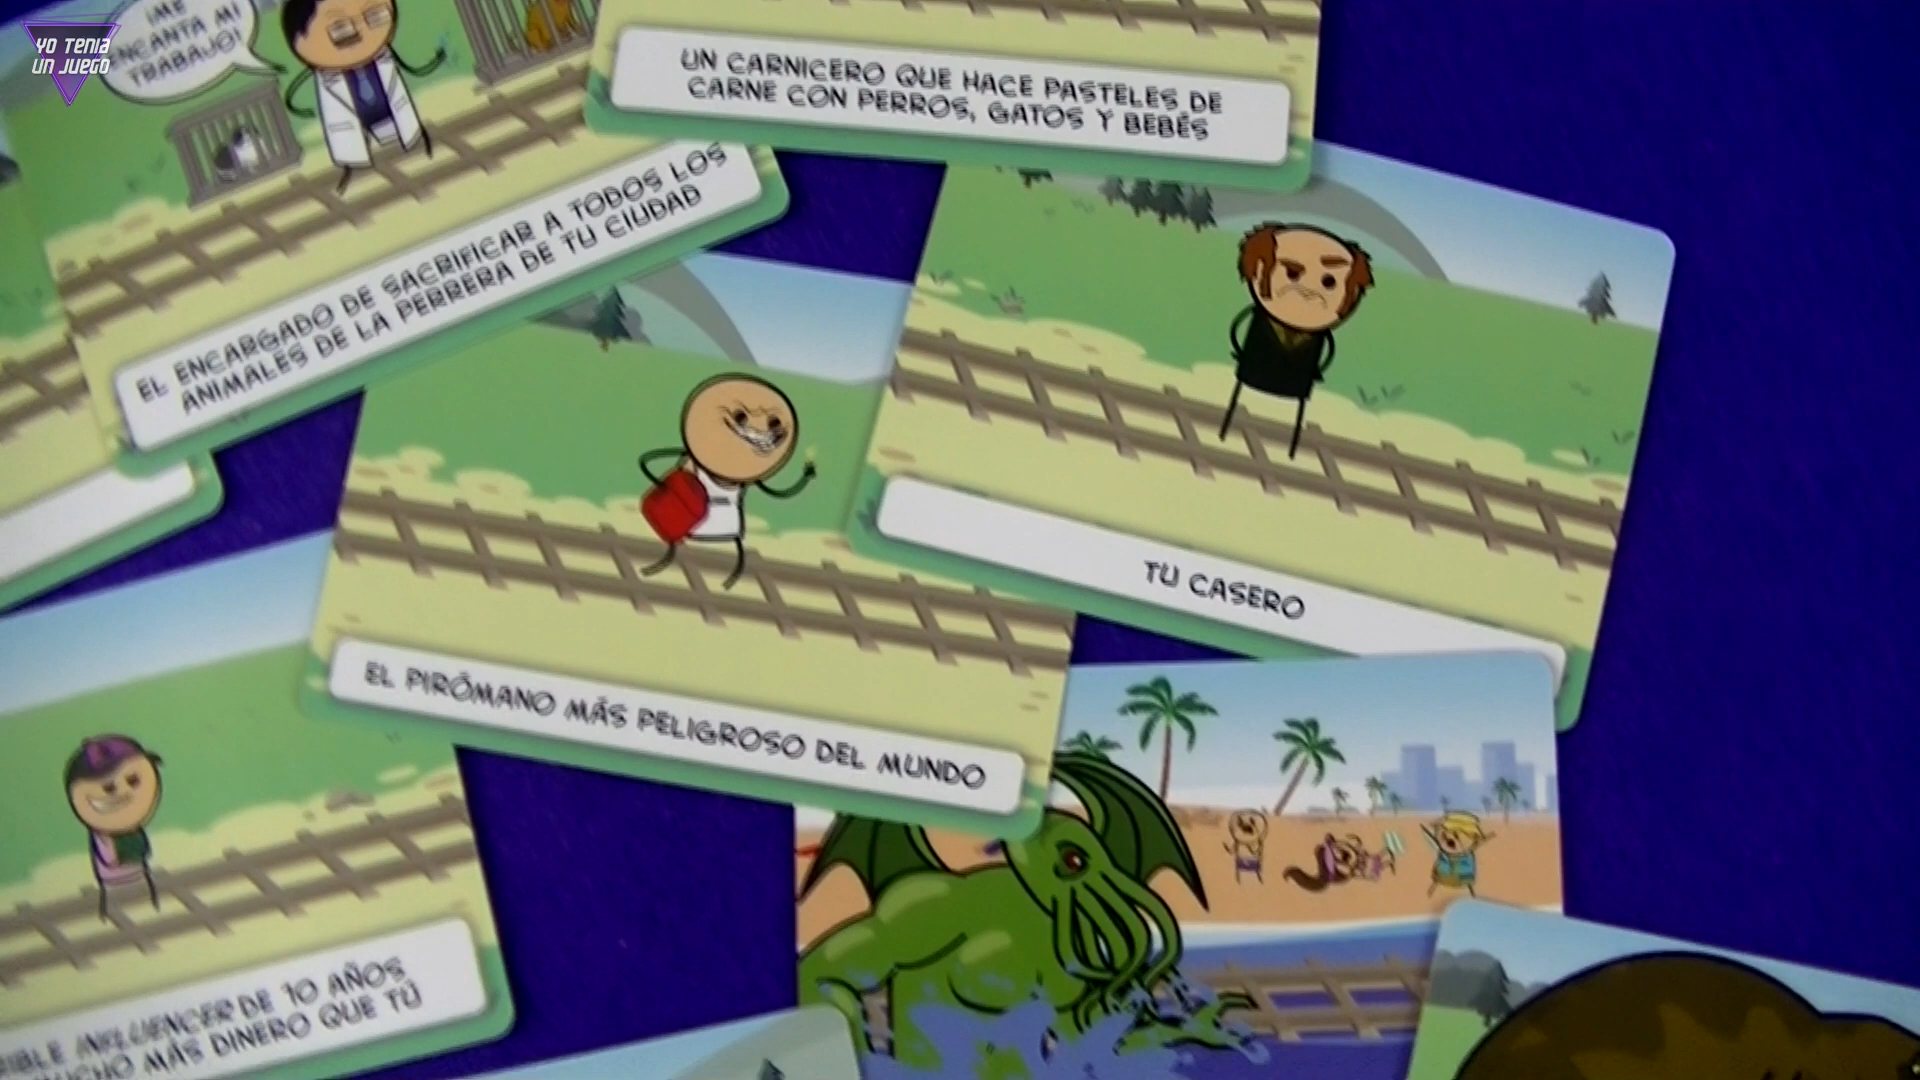 YO TENIA
UN JUEGO
¡ME
ENCANTA MI
TRABAJO!
UN CARNICERO QUE HACE PASTELES DE
CARNE CON PERROS, GATOS Y BEBÉS
EL ENCARGADO DE SACRIFICAR A TODOS LOS
ANIMALES DE LA PERRERA DE TU CIUDAD
TU CASERO
EL PIRÓMANO MÁS PELIGROSO DEL MUNDO
INFLUENCER DE 10 AÑOS
MÁS DINERO QUE TÚ